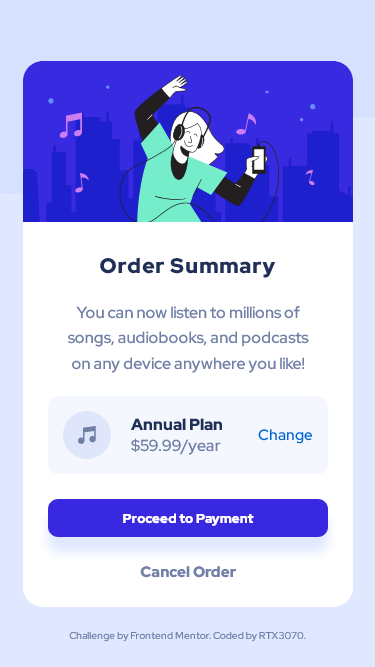 Order Summary
You can now listen to millions of
songs, audiobooks, and podcasts
on any device anywhere you like!
Annual Plan
$59.99/year
Change
Proceed to Payment
Cancel Order
Challenge by Frontend Mentor. Coded by RTX3070.